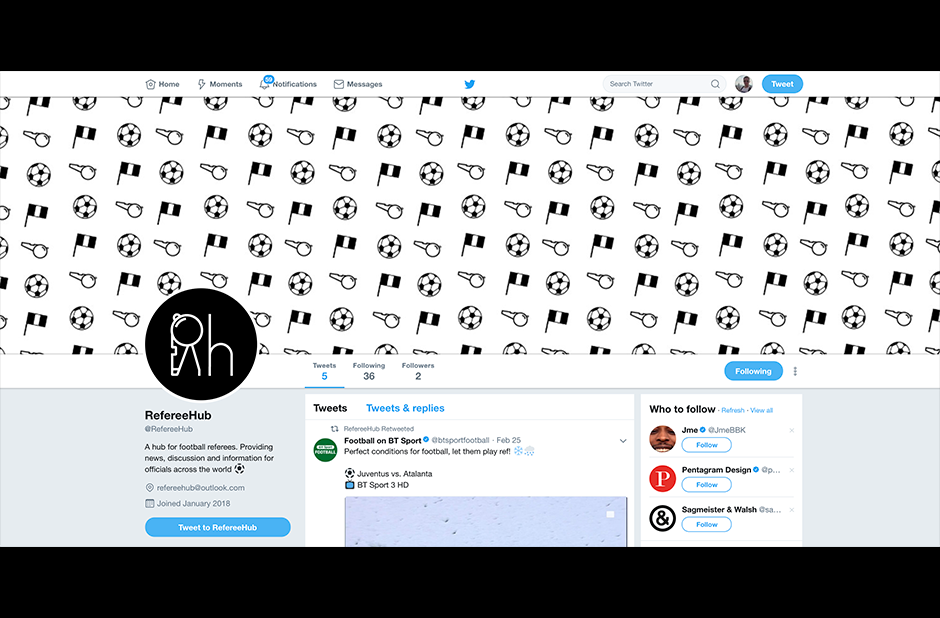 Home Moments 59 Notifications Messages Search Twitter Tweet
Rh
Tweets Following Followers
5 36 2
Following
RefereeHub
@RefereeHub
A hub for football referees. Providing
news, discussion and information for
officials across the world
refereehub@outlook.com
Joined January 2018
Tweet to RefereeHub
Tweets Tweets & replies
RefereeHub Retweeted
BT Sport
FOOTBALL
Football on BT Sport @btsportfootball · Feb 25
Perfect conditions for football, let them play ref!
Juventus vs. Atalanta
BT Sport 3 HD
Who to follow · Refresh · View all
Jme @JmeBBK
Follow
P
Pentagram Design @p...
Follow
&
Sagmeister & Walsh @sa...
Follow